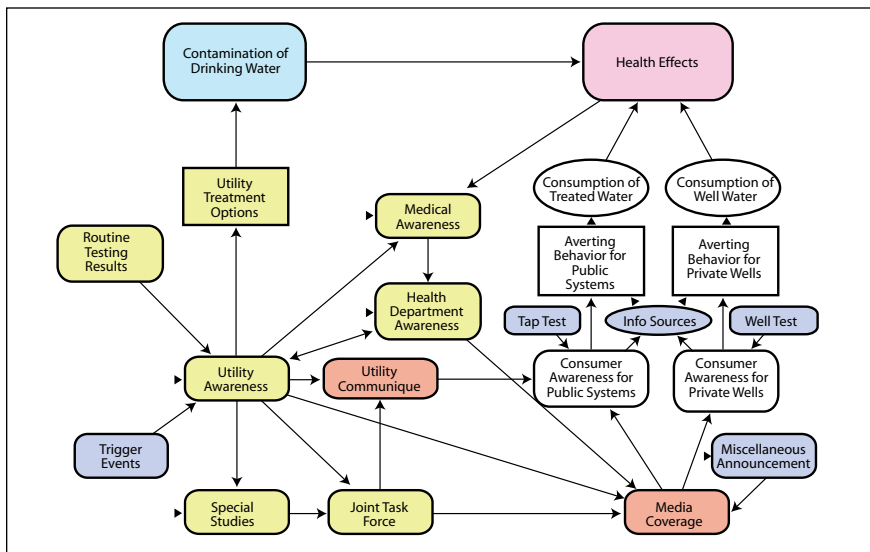 Contamination of
Drinking Water
Health Effects
Utility
Treatment
Options
Medical
Awareness
Consumption of
Treated Water
Consumption of
Well Water
Routine
Testing
Results
Averting
Behavior for
Public
Systems
Averting
Behavior for
Private Wells
Health
Department
Awareness
Tap Test
Info Sources
Well Test
Utility
Awareness
Utility
Communique
Consumer
Awareness for
Public Systems
Consumer
Awareness for
Private Wells
Trigger
Events
Miscellaneous
Announcement
Special
Studies
Joint Task
Force
Media
Coverage